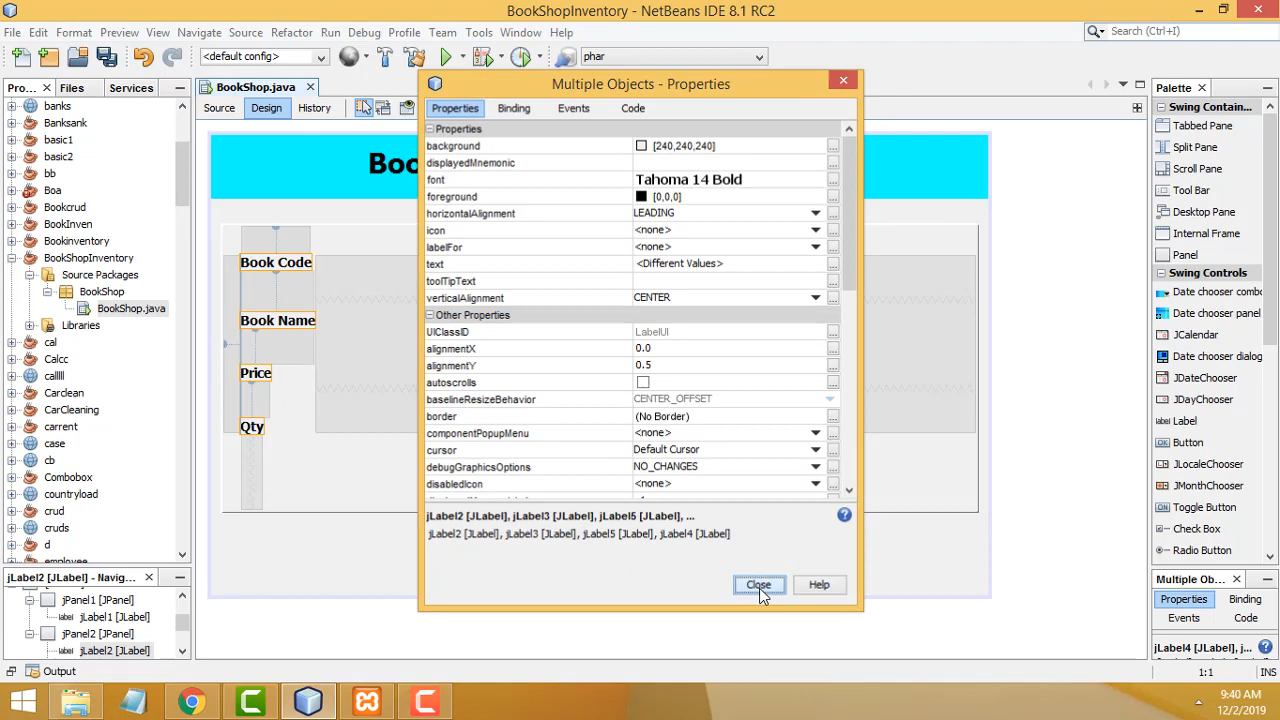 BookShopInventory - NetBeans IDE 8.1 RC2
File Edit Format Preview View Navigate Source Refactor Run Debug Profile Team Tools Window Help
Search (Ctrl+I)
<default config>
phar
Pro... Files Services
banks
Banksank
basic1
basic2
bb
Boa
Bookcrud
BookInven
Bookinventory
BookShopInventory
Source Packages
BookShop
BookShop.java
Libraries
cal
Calcc
callll
Carclean
CarCleaning
carrent
case
cb
Combobox
countryload
crud
cruds
d
employee
jLabel2 [JLabel] - Navig...
jPanel1 [JPanel]
label jLabel1 [JLabel]
jPanel2 [JPanel]
label jLabel2 [JLabel]
Output
BookShop.java
Source Design History
Boo
Book Code
Book Name
Price
Qty
Multiple Objects - Properties
Properties Binding Events Code
Properties
background [240,240,240]
displayedMnemonic
font Tahoma 14 Bold
foreground [0,0,0]
horizontalAlignment LEADING
icon <none>
labelFor <none>
text <Different Values>
toolTipText
verticalAlignment CENTER
Other Properties
UIClassID LabelUI
alignmentX 0.0
alignmentY 0.5
autoscrolls
baselineResizeBehavior CENTER_OFFSET
border (No Border)
componentPopupMenu <none>
cursor Default Cursor
debugGraphicsOptions NO_CHANGES
disabledIcon <none>
jLabel2 [JLabel], jLabel3 [JLabel], jLabel5 [JLabel], ...
jLabel2 [JLabel], jLabel3 [JLabel], jLabel5 [JLabel], jLabel4 [JLabel]
Close Help
Palette
Swing Contain...
Tabbed Pane
Split Pane
Scroll Pane
Tool Bar
Desktop Pane
Internal Frame
Panel
Swing Controls
Date chooser combo
Date chooser panel
JCalendar
Date chooser dialog
JDateChooser
JDayChooser
label Label
Button
JLocaleChooser
JMonthChooser
Toggle Button
Check Box
Radio Button
Multiple Ob...
Properties Binding
Events Code
jLabel4 [JLabel], j...
1:1 INS
9:40 AM
12/2/2019